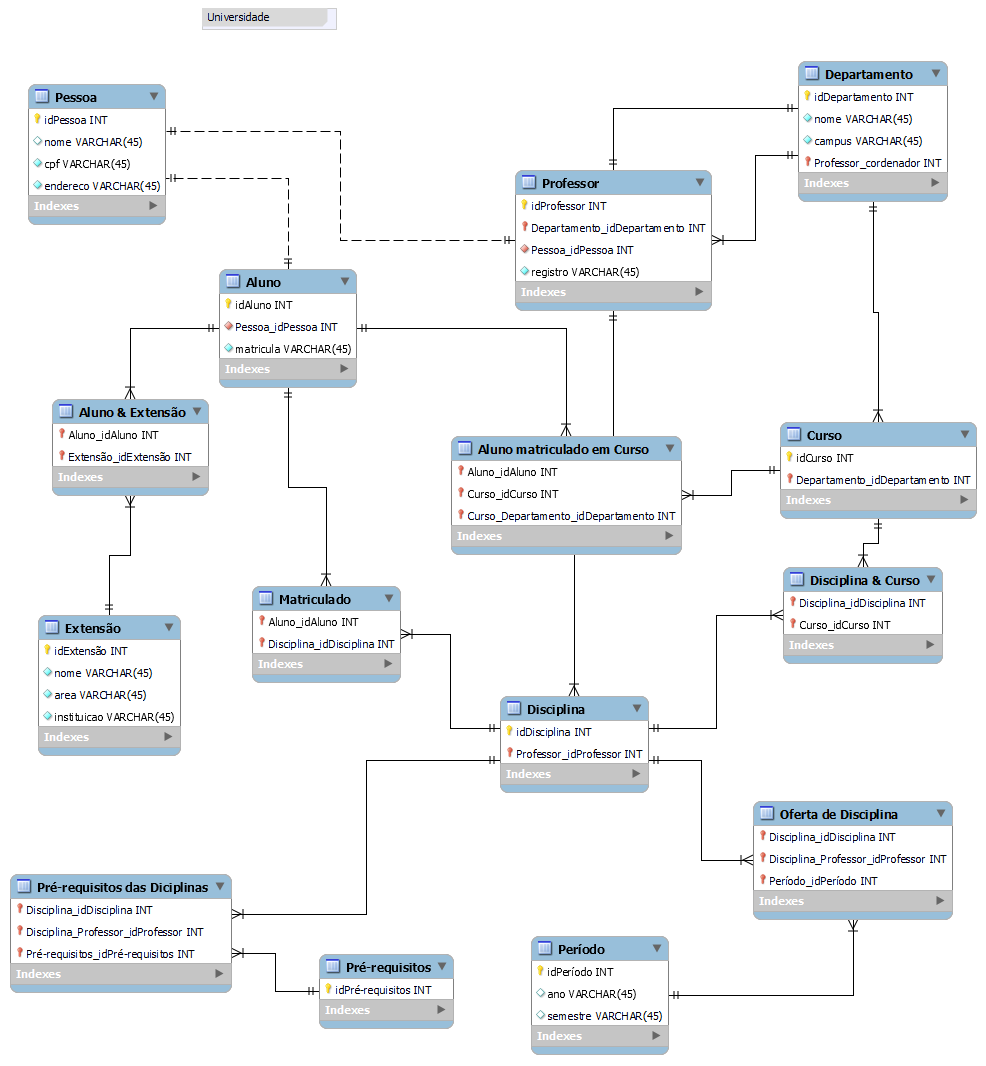 Universidade
Pessoa
idPessoa INT
nome VARCHAR(45)
cpf VARCHAR(45)
endereco VARCHAR(45)
Indexes
Departamento
idDepartamento INT
nome VARCHAR(45)
campus VARCHAR(45)
Professor_cordenador INT
Indexes
Professor
idProfessor INT
Departamento_idDepartamento INT
Pessoa_idPessoa INT
registro VARCHAR(45)
Indexes
Aluno
idAluno INT
Pessoa_idPessoa INT
matricula VARCHAR(45)
Indexes
Aluno & Extensão
Aluno_idAluno INT
Extensão_idExtensão INT
Indexes
Aluno matriculado em Curso
Aluno_idAluno INT
Curso_idCurso INT
Curso_Departamento_idDepartamento INT
Indexes
Curso
idCurso INT
Departamento_idDepartamento INT
Indexes
Disciplina & Curso
Disciplina_idDisciplina INT
Curso_idCurso INT
Indexes
Matriculado
Aluno_idAluno INT
Disciplina_idDisciplina INT
Indexes
Extensão
idExtensão INT
nome VARCHAR(45)
area VARCHAR(45)
instituicao VARCHAR(45)
Indexes
Disciplina
idDisciplina INT
Professor_idProfessor INT
Indexes
Oferta de Disciplina
Disciplina_idDisciplina INT
Disciplina_Professor_idProfessor INT
Período_idPeríodo INT
Indexes
Pré-requisitos das Diciplinas
Disciplina_idDisciplina INT
Disciplina_Professor_idProfessor INT
Pré-requisitos_idPré-requisitos INT
Indexes
Pré-requisitos
idPré-requisitos INT
Indexes
Período
idPeríodo INT
ano VARCHAR(45)
semestre VARCHAR(45)
Indexes